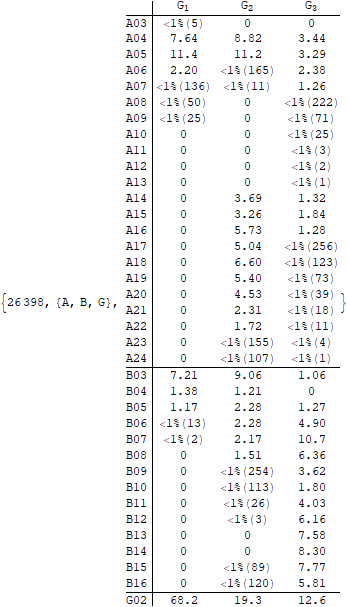 G1 G2 G3
A03 <1%(5) 0 0
A04 7.64 8.82 3.44
A05 11.4 11.2 3.29
A06 2.20 <1%(165) 2.38
A07 <1%(136) <1%(11) 1.26
A08 <1%(50) 0 <1%(222)
A09 <1%(25) 0 <1%(71)
A10 0 0 <1%(25)
A11 0 0 <1%(3)
A12 0 0 <1%(2)
A13 0 0 <1%(1)
A14 0 3.69 1.32
A15 0 3.26 1.84
A16 0 5.73 1.28
A17 0 5.04 <1%(256)
A18 0 6.60 <1%(123)
A19 0 5.40 <1%(73)
A20 0 4.53 <1%(39)
{26398, {A, B, G}, }
A21 0 2.31 <1%(18)
A22 0 1.72 <1%(11)
A23 0 <1%(155) <1%(4)
A24 0 <1%(107) <1%(1)
B03 7.21 9.06 1.06
B04 1.38 1.21 0
B05 1.17 2.28 1.27
B06 <1%(13) 2.28 4.90
B07 <1%(2) 2.17 10.7
B08 0 1.51 6.36
B09 0 <1%(254) 3.62
B10 0 <1%(113) 1.80
B11 0 <1%(26) 4.03
B12 0 <1%(3) 6.16
B13 0 0 7.58
B14 0 0 8.30
B15 0 <1%(89) 7.77
B16 0 <1%(120) 5.81
G02 68.2 19.3 12.6